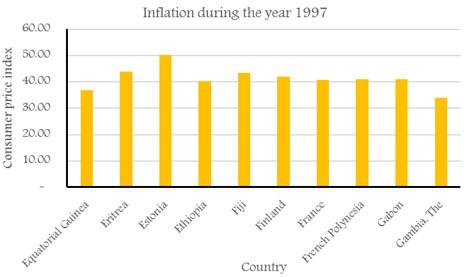 Inflation during the year 1997
Consumer price index
60.00
50.00
40.00
30.00
20.00
10.00
-
Equatorial Guinea
Eritrea
Estonia
Ethiopia
Fiji
Finland
France
French Polynesia
Gabon
Gambia, The
Country